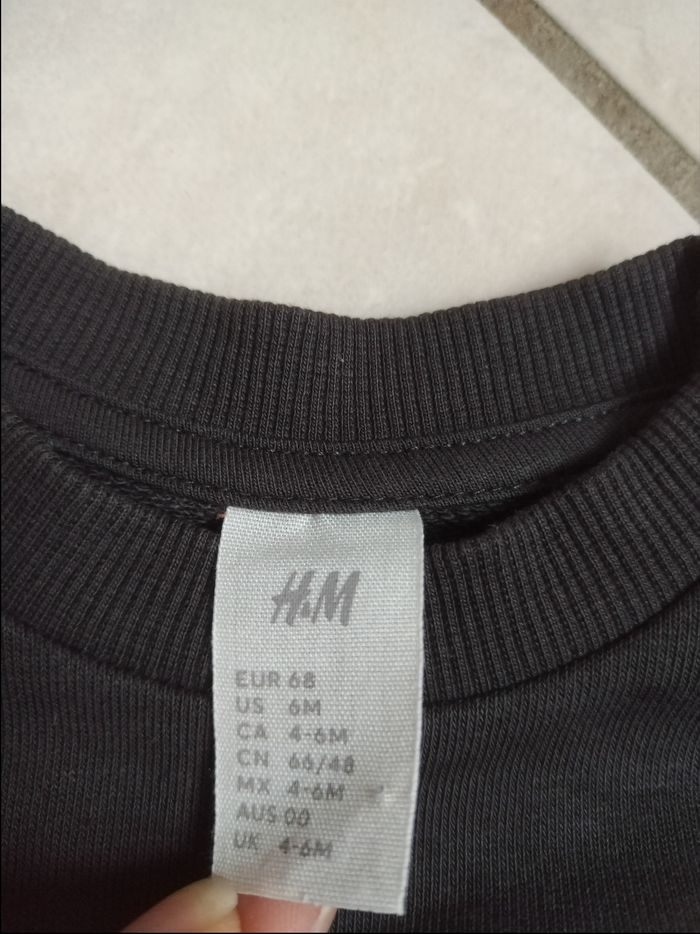 H&M
EUR 68
US 6M
CA 4-6M
CN 66/48
MX 4-6M
AUS 00
UK 4-6M